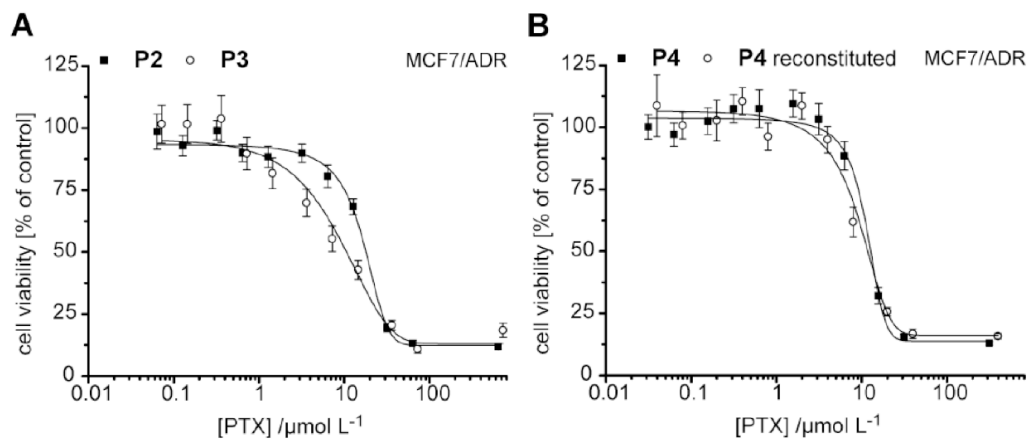 A
B
■ P2 ○ P3 MCF7/ADR
■ P4 ○ P4 reconstituted MCF7/ADR
cell viability [% of control]
125
100
75
50
25
0
0.01 0.1 1 10 100
[PTX] /µmol L⁻¹
cell viability [% of control]
125
100
75
50
25
0
0.01 0.1 1 10 100
[PTX] /µmol L⁻¹